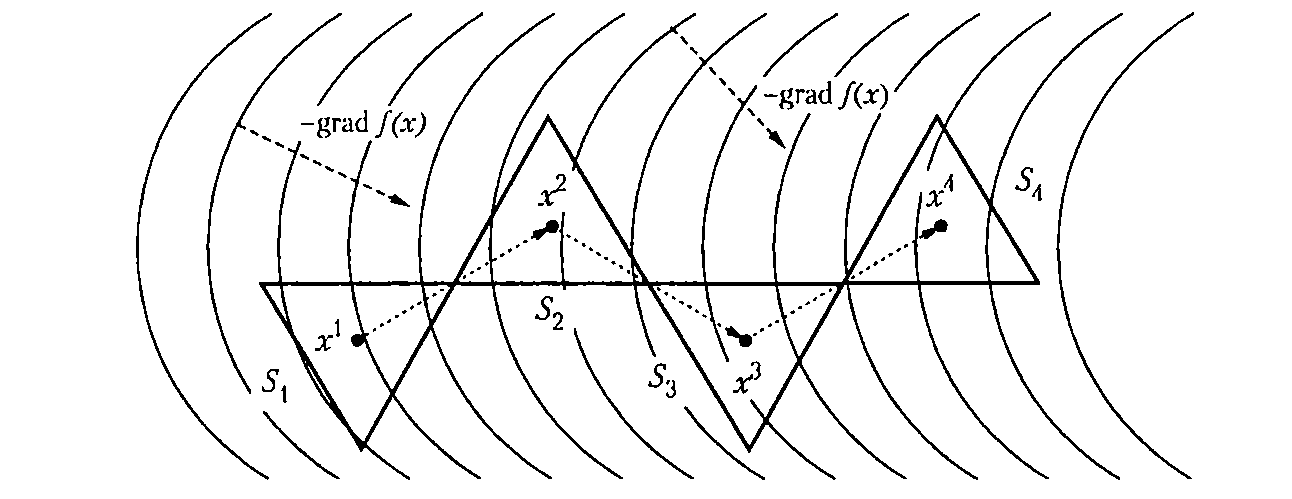 –grad f(x)
–grad f(x)
x²
x⁴
S₄
S₂
x¹
S₁
S₃
x³